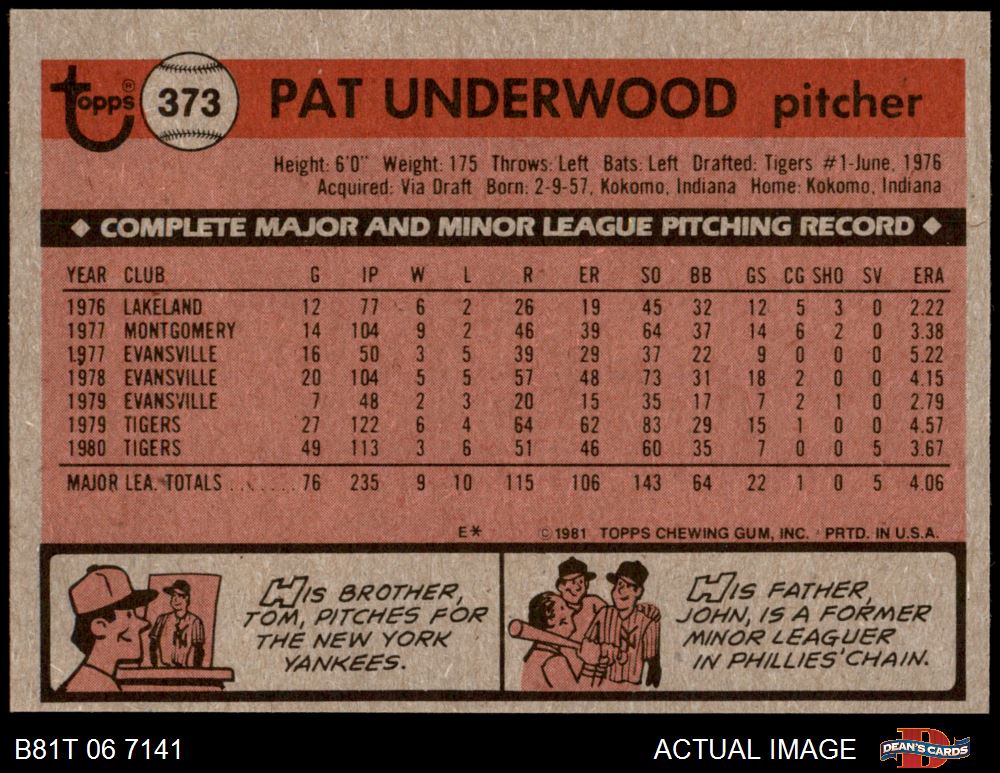 Topps® 373 PAT UNDERWOOD pitcher
Height: 6'0" Weight: 175 Throws: Left Bats: Left Drafted: Tigers #1-June, 1976
Acquired: Via Draft Born: 2-9-57, Kokomo, Indiana Home: Kokomo, Indiana
◆ COMPLETE MAJOR AND MINOR LEAGUE PITCHING RECORD ◆
YEAR CLUB G IP W L R ER SO BB GS CG SHO SV ERA
1976 LAKELAND 12 77 6 2 26 19 45 32 12 5 3 0 2.22
1977 MONTGOMERY 14 104 9 2 46 39 64 37 14 6 2 0 3.38
1977 EVANSVILLE 16 50 3 5 39 29 37 22 9 0 0 0 5.22
1978 EVANSVILLE 20 104 5 5 57 48 73 31 18 2 0 0 4.15
1979 EVANSVILLE 7 48 2 3 20 15 35 17 7 2 1 0 2.79
1979 TIGERS 27 122 6 4 64 62 83 29 15 1 0 0 4.57
1980 TIGERS 49 113 3 6 51 46 60 35 7 0 0 5 3.67
MAJOR LEA. TOTALS ........ 76 235 9 10 115 106 143 64 22 1 0 5 4.06
E* © 1981 TOPPS CHEWING GUM, INC. PRTD. IN U.S.A.
HIS BROTHER,
TOM, PITCHES FOR
THE NEW YORK
YANKEES.
HIS FATHER,
JOHN, IS A FORMER
MINOR LEAGUER
IN PHILLIES' CHAIN.
B81T 06 7141 ACTUAL IMAGE DEAN'S CARDS